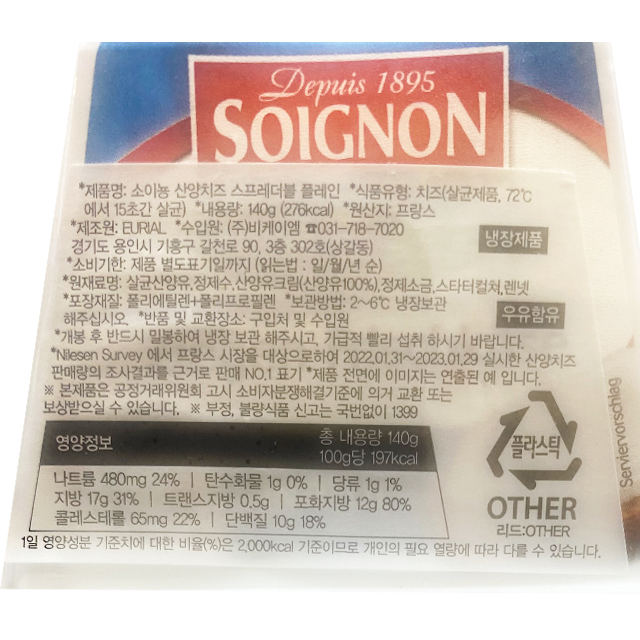 Depuis 1895
SOIGNON
*제품명: 소이뇽 산양치즈 스프레더블 플레인 *식품유형: 치즈(살균제품, 72℃
에서 15초간 살균) *내용량: 140g (276kcal) *원산지: 프랑스
*제조원: EURIAL *수입원: (주)비케이엠 ☎031-718-7020
경기도 용인시 기흥구 갈천로 90, 3층 302호(상갈동)
냉장제품
*소비기한: 제품 별도표기일까지 (읽는법 : 일/월/년 순)
*원재료명: 살균산양유,정제수,산양유크림(산양유100%),정제소금,스타터컬쳐,렌넷
*포장재질: 폴리에틸렌+폴리프로필렌 *보관방법: 2~6℃ 냉장보관
해주십시오. *반품 및 교환장소: 구입처 및 수입원
우유함유
*개봉 후 반드시 밀봉하여 냉장 보관 해주시고, 가급적 빨리 섭취 하시기 바랍니다.
*Nilesen Survey 에서 프랑스 시장을 대상으로하여 2022.01.31~2023.01.29 실시한 산양치즈
판매량의 조사결과를 근거로 판매 NO.1 표기 *제품 전면에 이미지는 연출된 예 입니다.
※ 본제품은 공정거래위원회 고시 소비자분쟁해결기준에 의거 교환 또는
보상받으실 수 있습니다. ※ 부정, 불량식품 신고는 국번없이 1399
영양정보
총 내용량 140g
100g당 197kcal
나트륨 480mg 24% | 탄수화물 1g 0% | 당류 1g 1%
지방 17g 31% | 트랜스지방 0.5g | 포화지방 12g 80%
콜레스테롤 65mg 22% | 단백질 10g 18%
1일 영양성분 기준치에 대한 비율(%)은 2,000kcal 기준이므로 개인의 필요 열량에 따라 다를 수 있습니다.
플라스틱
OTHER
리드:OTHER
Serviervorschlag